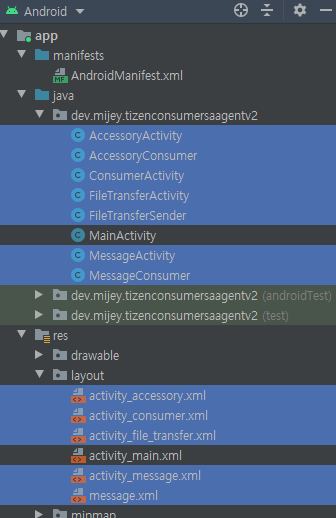 Android
app
manifests
AndroidManifest.xml
java
dev.mijey.tizenconsumersaagentv2
AccessoryActivity
AccessoryConsumer
ConsumerActivity
FileTransferActivity
FileTransferSender
MainActivity
MessageActivity
MessageConsumer
dev.mijey.tizenconsumersaagentv2 (androidTest)
dev.mijey.tizenconsumersaagentv2 (test)
res
drawable
layout
activity_accessory.xml
activity_consumer.xml
activity_file_transfer.xml
activity_main.xml
activity_message.xml
message.xml
mipmap